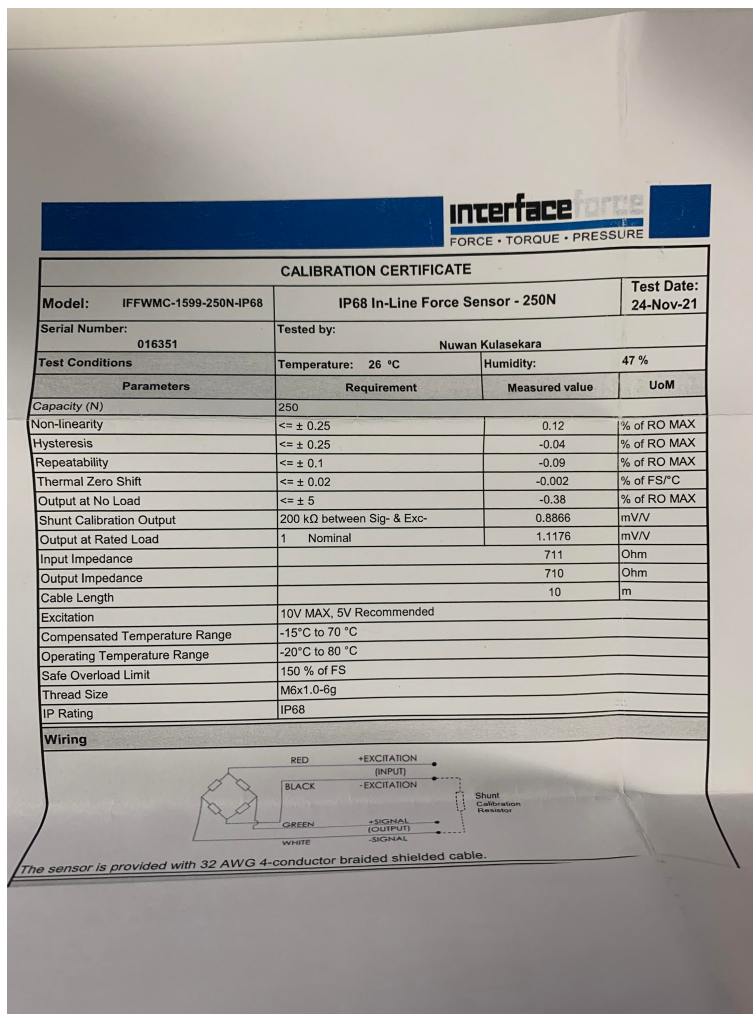 interfaceforce
FORCE • TORQUE • PRESSURE
CALIBRATION CERTIFICATE
Model: IFFWMC-1599-250N-IP68 IP68 In-Line Force Sensor - 250N Test Date: 24-Nov-21
Serial Number: 016351 Tested by: Nuwan Kulasekara
Test Conditions Temperature: 26 ºC Humidity: 47 %
Parameters Requirement Measured value UoM
Capacity (N) 250
Non-linearity <= ± 0.25 0.12 % of RO MAX
Hysteresis <= ± 0.25 -0.04 % of RO MAX
Repeatability <= ± 0.1 -0.09 % of RO MAX
Thermal Zero Shift <= ± 0.02 -0.002 % of FS/°C
Output at No Load <= ± 5 -0.38 % of RO MAX
Shunt Calibration Output 200 kΩ between Sig- & Exc- 0.8866 mV/V
Output at Rated Load 1 Nominal 1.1176 mV/V
Input Impedance 711 Ohm
Output Impedance 710 Ohm
Cable Length 10 m
Excitation 10V MAX, 5V Recommended
Compensated Temperature Range -15°C to 70 °C
Operating Temperature Range -20°C to 80 °C
Safe Overload Limit 150 % of FS
Thread Size M6x1.0-6g
IP Rating IP68
Wiring
RED +EXCITATION
(INPUT)
BLACK -EXCITATION
Shunt
Calibration
Resistor
GREEN +SIGNAL
(OUTPUT)
WHITE -SIGNAL
The sensor is provided with 32 AWG 4-conductor braided shielded cable.